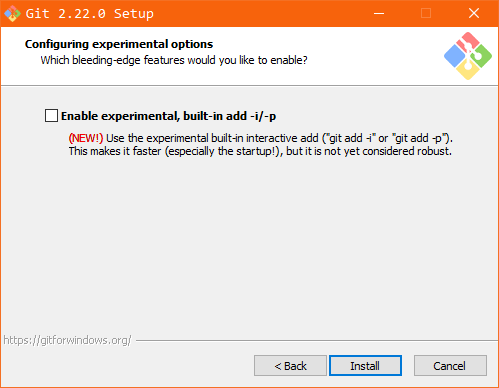 Git 2.22.0 Setup
Configuring experimental options
Which bleeding-edge features would you like to enable?
Enable experimental, built-in add -i/-p
(NEW!) Use the experimental built-in interactive add ("git add -i" or "git add -p").
This makes it faster (especially the startup!), but it is not yet considered robust.
https://gitforwindows.org/
< Back Install Cancel